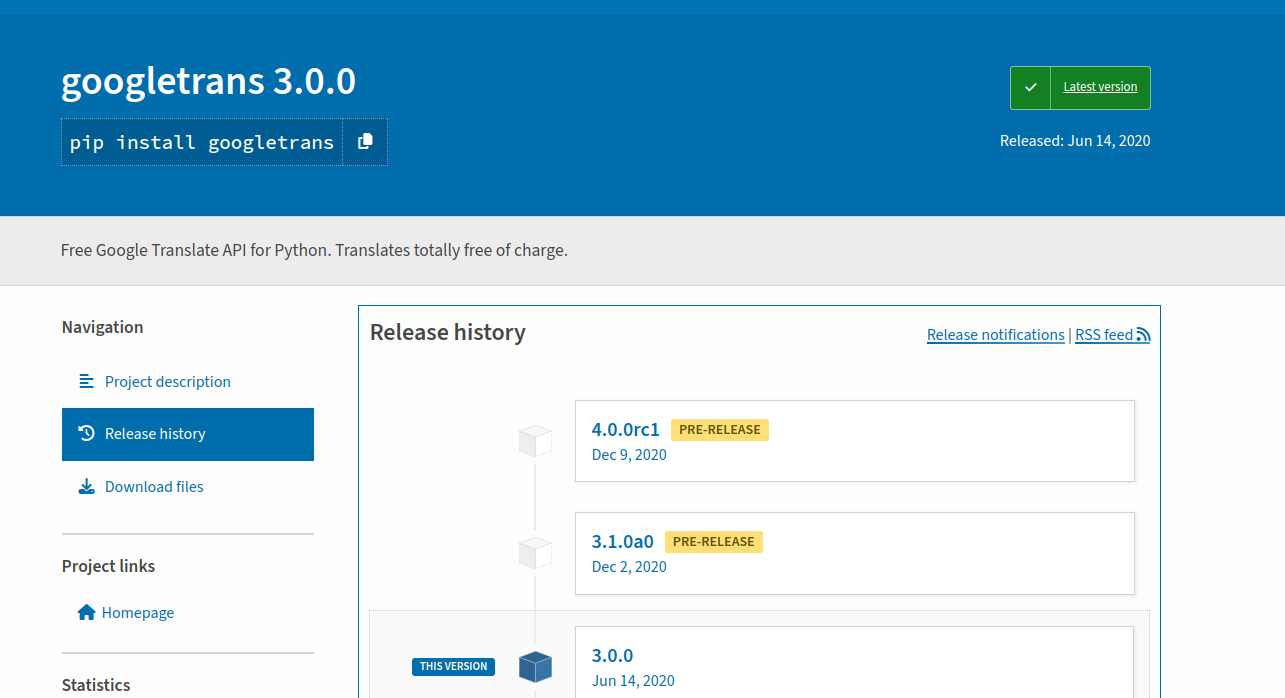 googletrans 3.0.0
pip install googletrans
Latest version
Released: Jun 14, 2020
Free Google Translate API for Python. Translates totally free of charge.
Navigation
Project description
Release history
Download files
Project links
Homepage
Statistics
Release history
Release notifications | RSS feed
4.0.0rc1 PRE-RELEASE
Dec 9, 2020
3.1.0a0 PRE-RELEASE
Dec 2, 2020
THIS VERSION
3.0.0
Jun 14, 2020